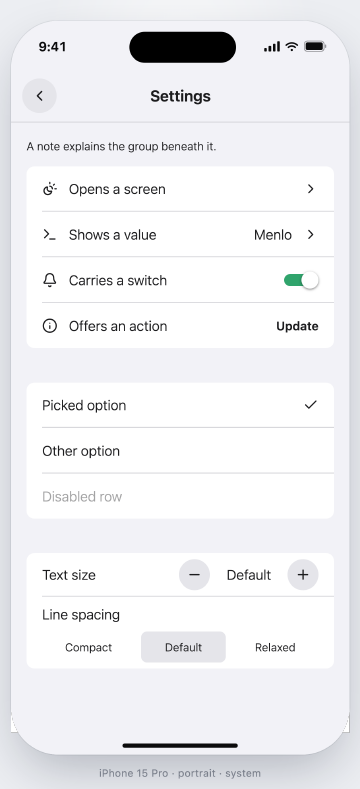 9:41
Settings
A note explains the group beneath it.
Opens a screen
Shows a value Menlo
Carries a switch
Offers an action Update
Picked option
Other option
Disabled row
Text size Default
Line spacing
Compact Default Relaxed
iPhone 15 Pro · portrait · system